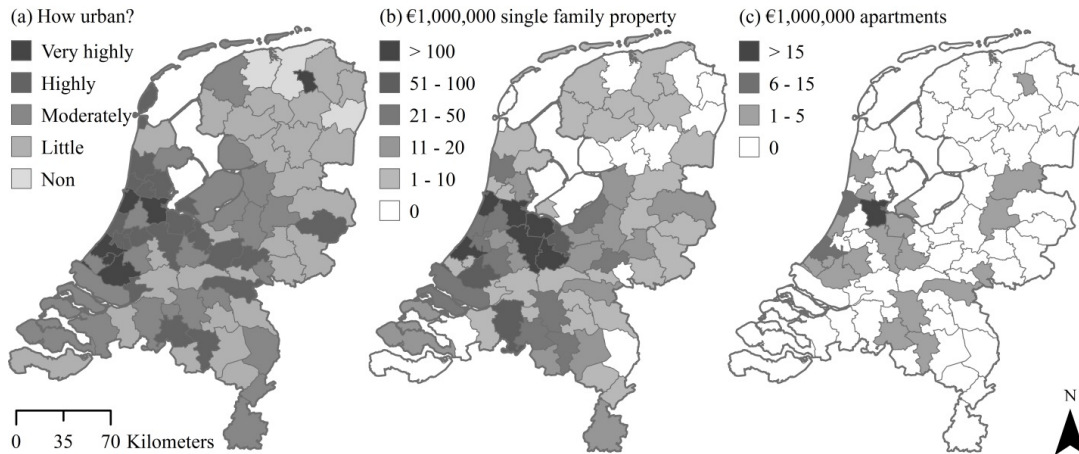 (a) How urban?
Very highly
Highly
Moderately
Little
Non
0 35 70 Kilometers
(b) €1,000,000 single family property
> 100
51 - 100
21 - 50
11 - 20
1 - 10
0
(c) €1,000,000 apartments
> 15
6 - 15
1 - 5
0
N